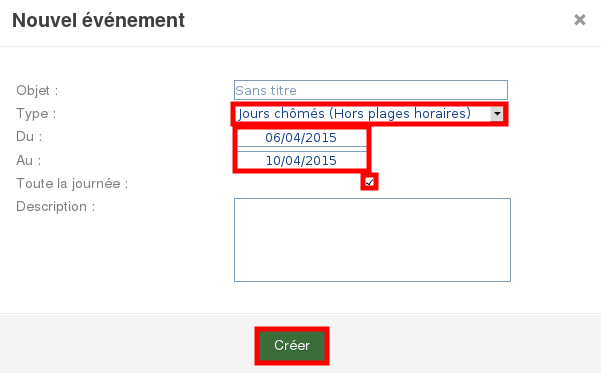 Nouvel événement ×
Objet : Sans titre
Type : Jours chômés (Hors plages horaires)
Du : 06/04/2015
Au : 10/04/2015
Toute la journée :
Description :
Créer